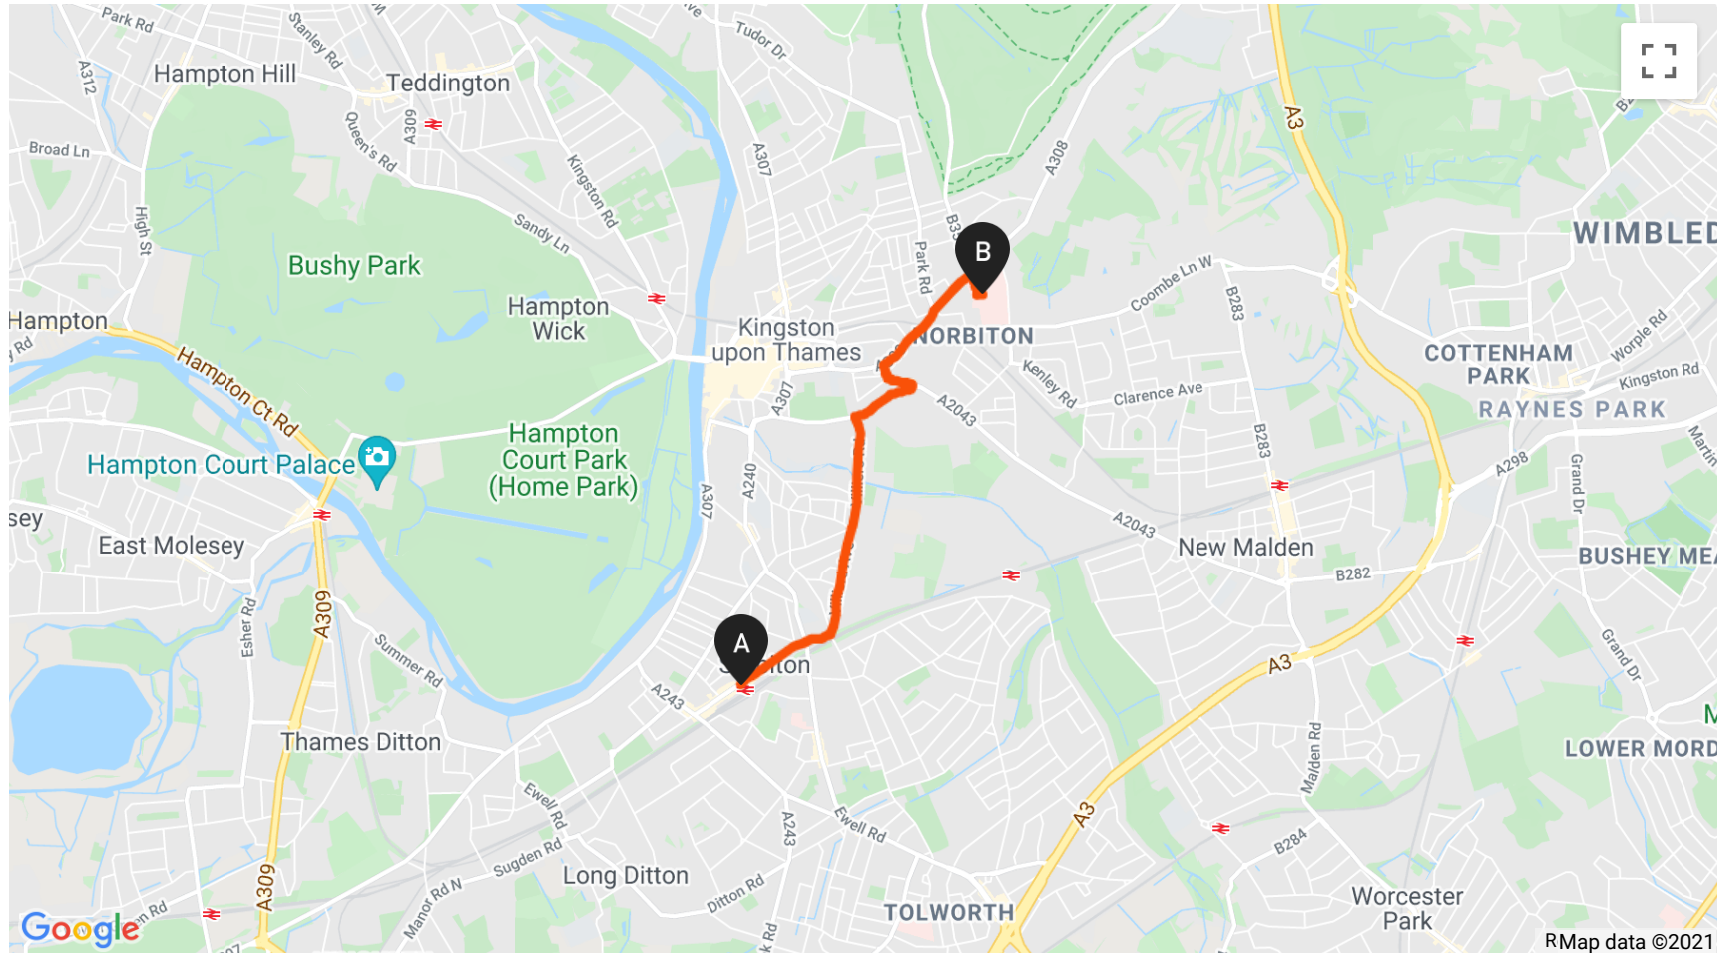 Park Rd
Stanley Rd
Tudor Dr
Hampton Hill
Teddington
A312
A309
Queen's Rd
Broad Ln
A307
A308
A3
Kingston Rd
High St
Sandy Ln
Park Rd
B
WIMBLED
Bushy Park
Coombe Ln W
B283
Hampton
Hampton
Wick
Kingston
upon Thames
NORBITON
Worple Rd
COTTENHAM
PARK
Hampton Ct Rd
Kenley Rd
Clarence Ave
Kingston Rd
A307
A2043
RAYNES PARK
Hampton
Court Park
(Home Park)
Hampton Court Palace
B283
Martin
A298
A240
A307
Grand Dr
sey
A2043
East Molesey
New Malden
BUSHEY MEA
B282
Esher Rd
A309
Summer Rd
A
Grand Dr
A3
A243
Thames Ditton
Malden Rd
LOWER MORD
M
Ewell Rd
A3
A243
Ewell Rd
Sugden Rd
B284
Long Ditton
A309
Manor Rd N
Ditton Rd
Worcester
Park
TOLWORTH
Google
RMap data ©2021